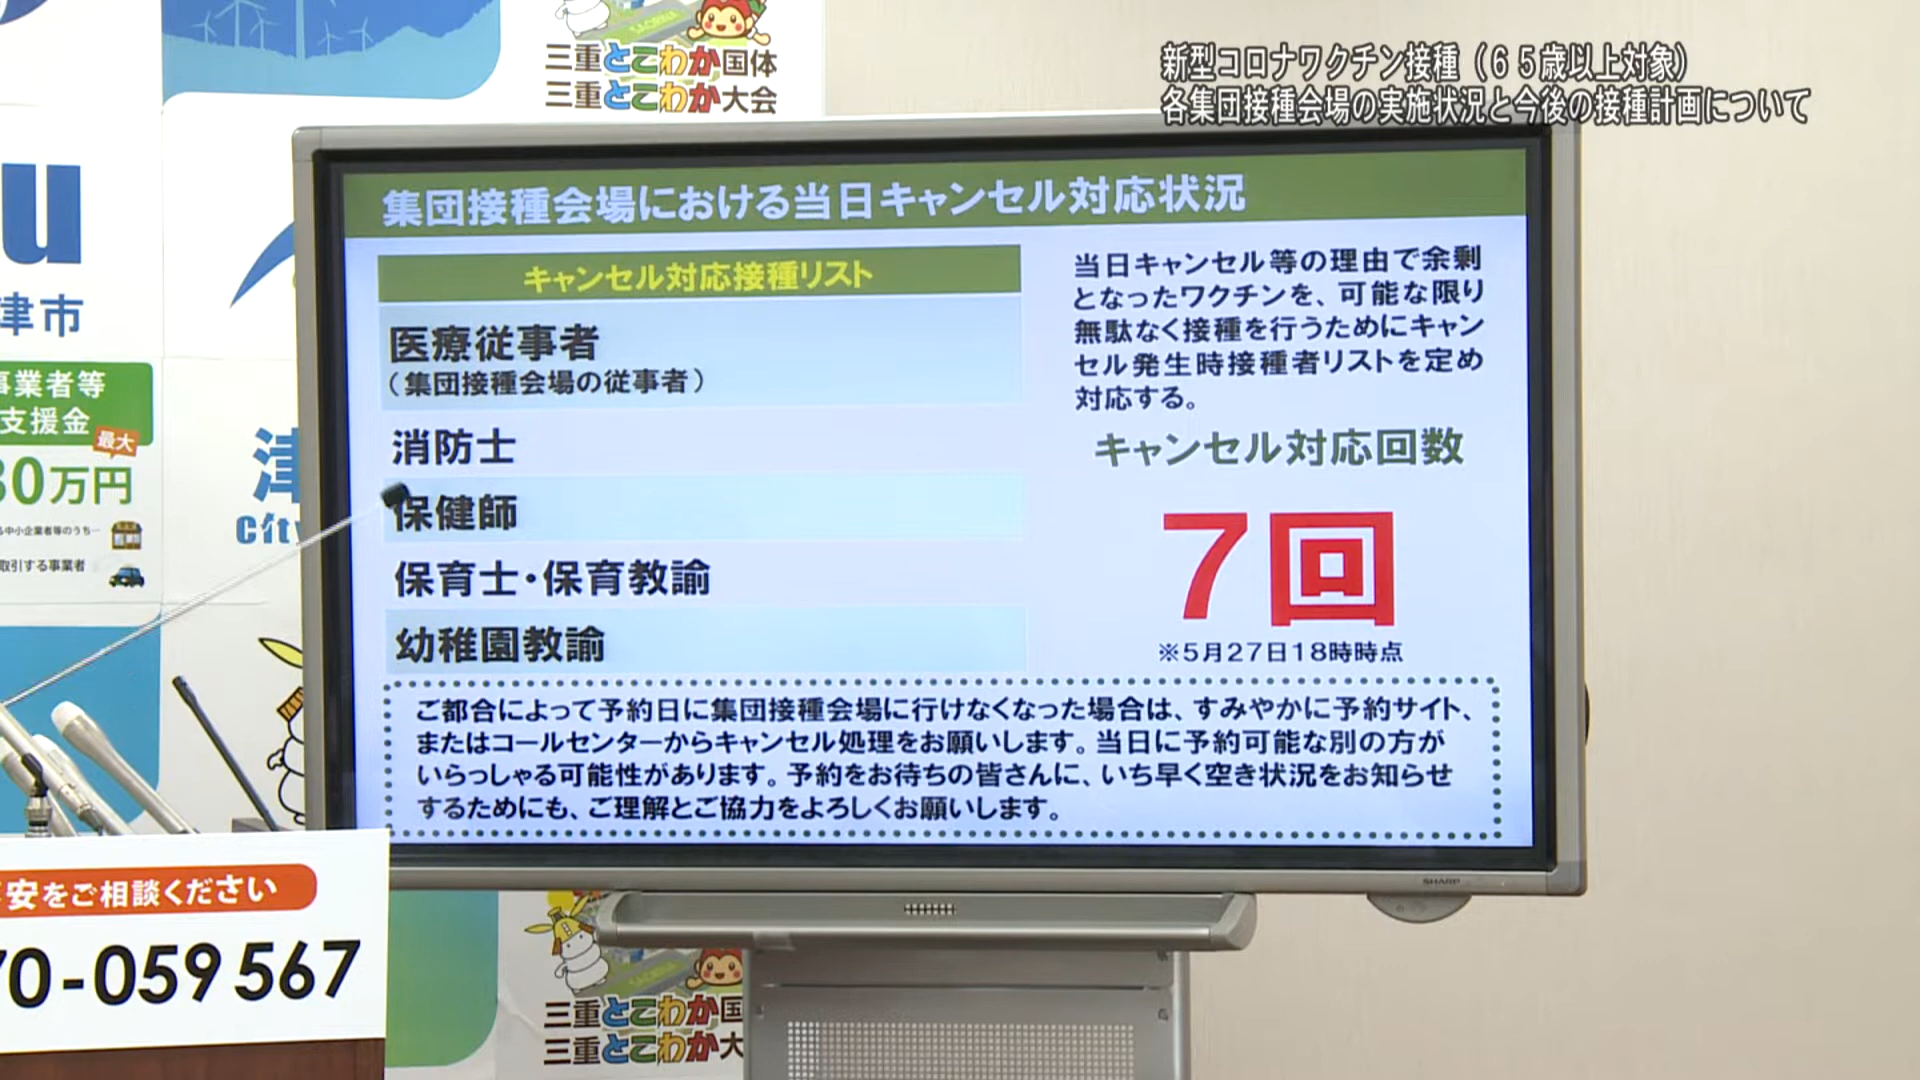 新型コロナワクチン接種（６５歳以上対象）
各集団接種会場の実施状況と今後の接種計画について
三重とこわか国体
三重とこわか大会
集団接種会場における当日キャンセル対応状況
キャンセル対応接種リスト
医療従事者
（集団接種会場の従事者）
消防士
保健師
保育士・保育教諭
幼稚園教諭
当日キャンセル等の理由で余剰
となったワクチンを、可能な限り
無駄なく接種を行うためにキャン
セル発生時接種者リストを定め
対応する。
キャンセル対応回数
7回
※5月27日18時時点
ご都合によって予約日に集団接種会場に行けなくなった場合は、すみやかに予約サイト、
またはコールセンターからキャンセル処理をお願いします。当日に予約可能な別の方が
いらっしゃる可能性があります。予約をお待ちの皆さんに、いち早く空き状況をお知らせ
するためにも、ご理解とご協力をよろしくお願いします。
SHARP
u
津市
事業者等
支援金
最大
30万円
中小企業者等のうち…
取引する事業者
津
City
安をご相談ください
70-059567
三重とこわか国
三重とこわか大